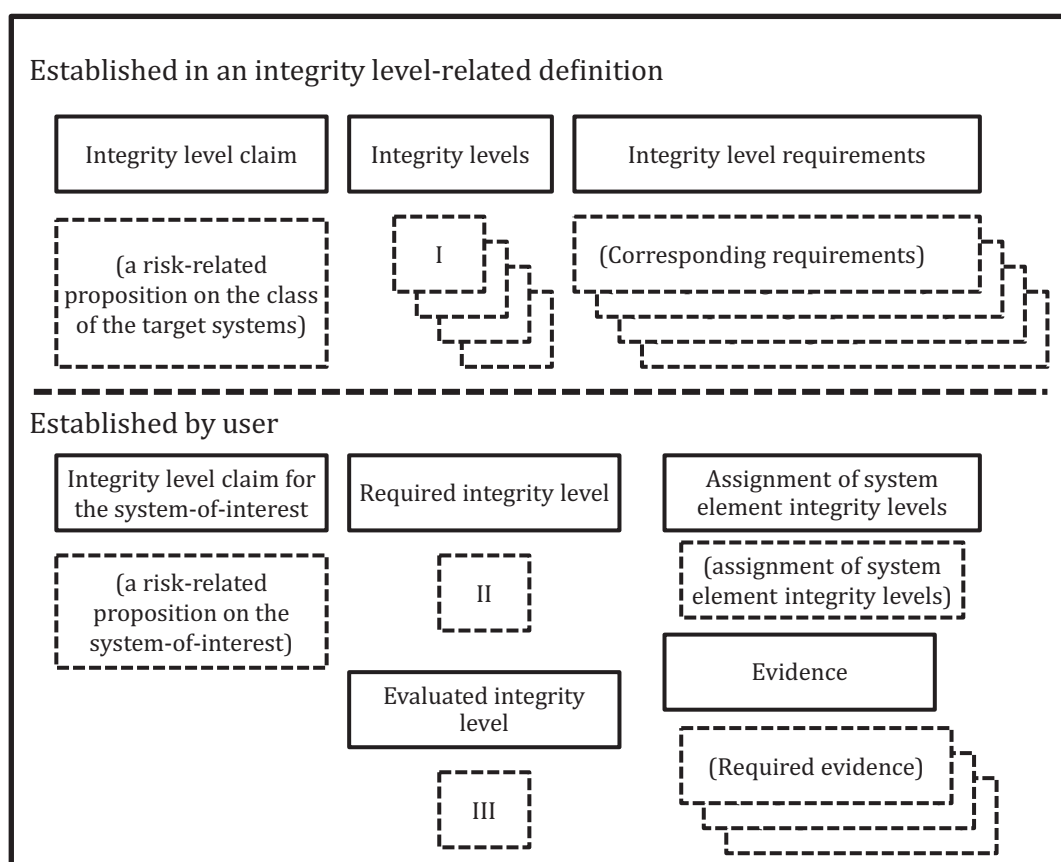 Established in an integrity level-related definition
Integrity level claim
Integrity levels
Integrity level requirements
(a risk-related
proposition on the class
of the target systems)
I
(Corresponding requirements)
Established by user
Integrity level claim for
the system-of-interest
Required integrity level
Assignment of system
element integrity levels
(a risk-related
proposition on the
system-of-interest)
II
(assignment of system
element integrity levels)
Evaluated integrity
level
Evidence
III
(Required evidence)